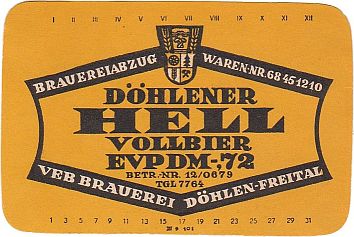 I II III IV V VI VII VIII IX X XI XII
BRAUEREIABZUG WAREN-NR. 68 45 12 10
DÖHLENER
HELL
VOLLBIER
EVP DM -,72
BETR.-NR. 12/0679
TGL 7764
VEB BRAUEREI DÖHLEN-FREITAL
1 3 5 7 9 11 13 15 17 19 21 23 25 27 29 31